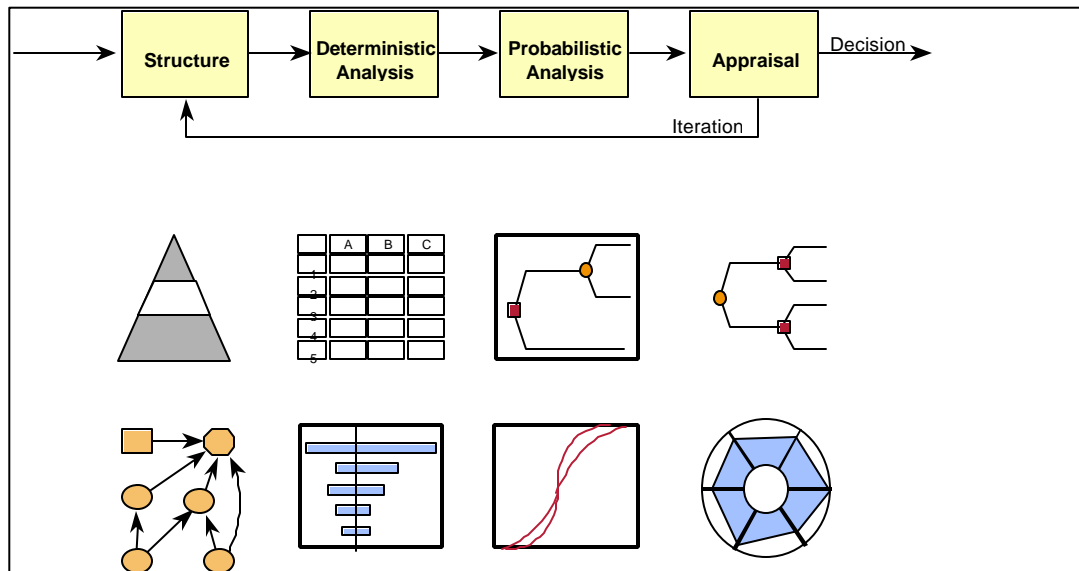 Structure
Deterministic
Analysis
Probabilistic
Analysis
Appraisal
Decision
Iteration
A B C
1
2
3
4
5